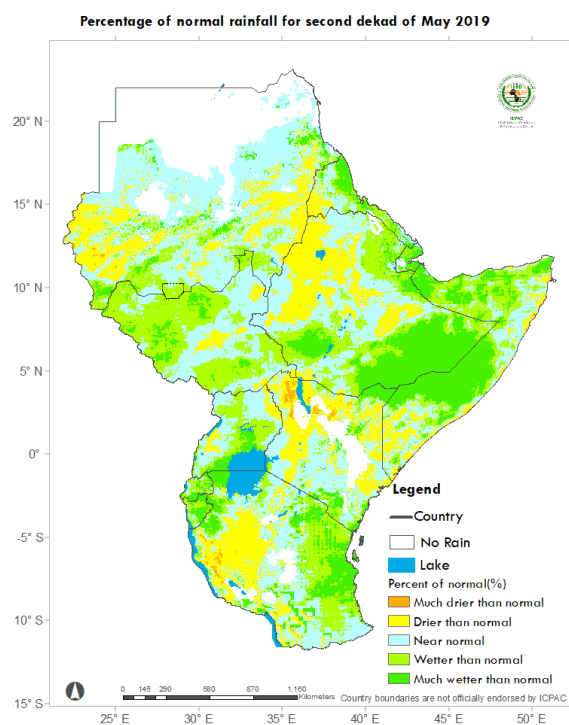 Percentage of normal rainfall for second dekad of May 2019
ICPAC
20° N
15° N
10° N
5° N
0°
-5° S
10° S
15° S
Legend
Country
No Rain
Lake
Percent of normal(%)
Much drier than normal
Drier than normal
Near normal
Wetter than normal
Much wetter than normal
0 145 290 580 870 1,160
Kilometers
Country boundaries are not officially endorsed by ICPAC
25° E 30° E 35° E 40° E 45° E 50° E